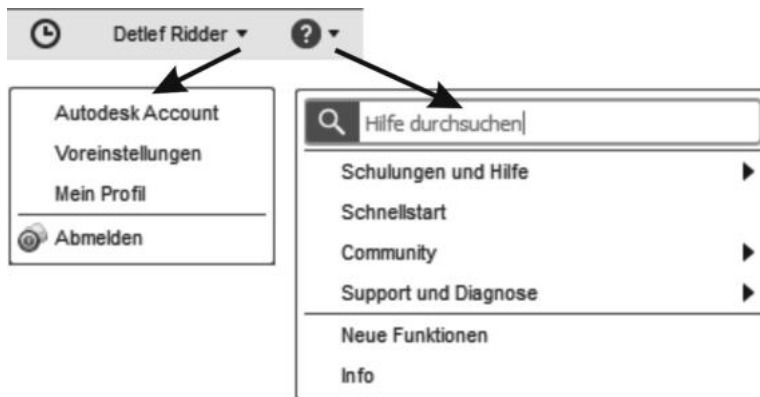 Detlef Ridder
Autodesk Account
Voreinstellungen
Mein Profil
Abmelden
Hilfe durchsuchen
Schulungen und Hilfe
Schnellstart
Community
Support und Diagnose
Neue Funktionen
Info